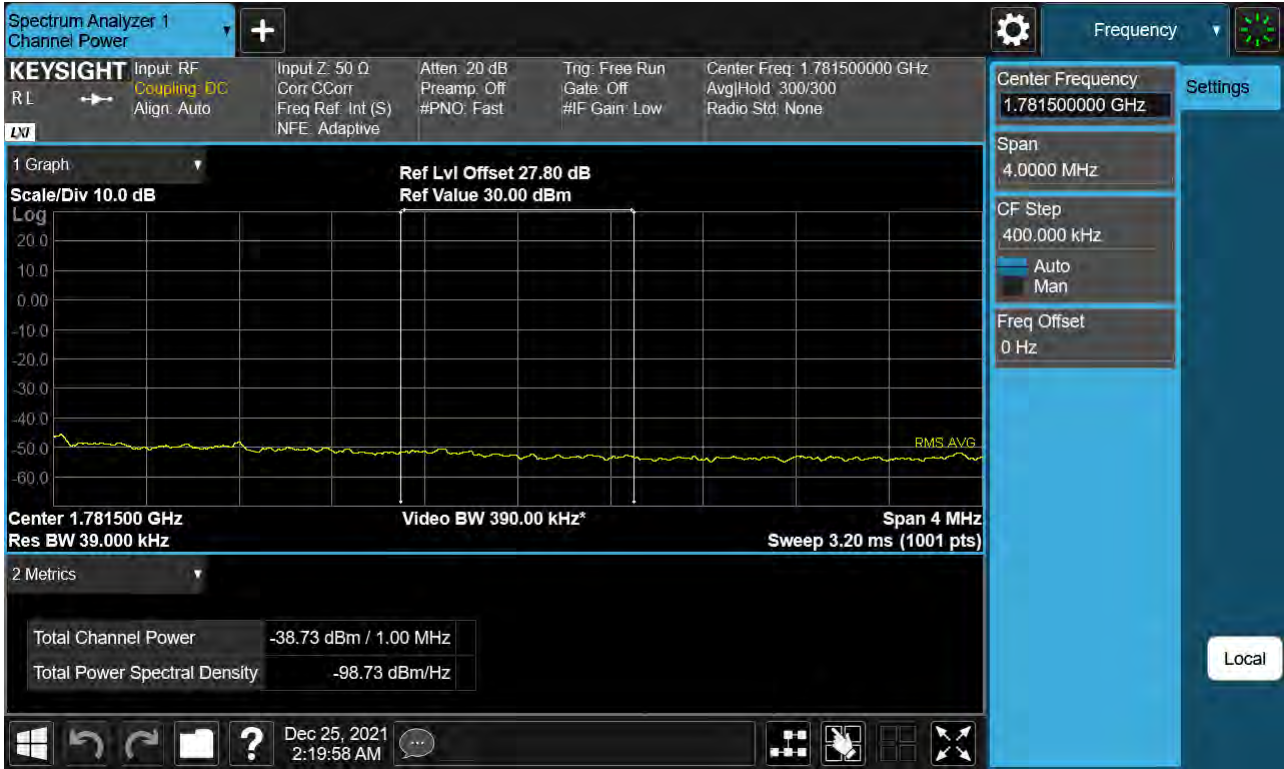 Spectrum Analyzer 1
Channel Power
+
Frequency
KEYSIGHT
RL
LXI
Input: RF
Coupling: DC
Align: Auto
Input Z: 50 Ω
Corr CCorr
Freq Ref: Int (S)
NFE: Adaptive
Atten: 20 dB
Preamp: Off
#PNO: Fast
Trig: Free Run
Gate: Off
#IF Gain: Low
Center Freq: 1.781500000 GHz
Avg|Hold: 300/300
Radio Std: None
1 Graph
Scale/Div 10.0 dB
Ref Lvl Offset 27.80 dB
Ref Value 30.00 dBm
Log
20.0
10.0
0.00
-10.0
-20.0
-30.0
-40.0
-50.0
-60.0
RMS AVG
Center 1.781500 GHz
Res BW 39.000 kHz
Video BW 390.00 kHz*
Span 4 MHz
Sweep 3.20 ms (1001 pts)
2 Metrics
Total Channel Power -38.73 dBm / 1.00 MHz
Total Power Spectral Density -98.73 dBm/Hz
Center Frequency
1.781500000 GHz
Span
4.0000 MHz
CF Step
400.000 kHz
Auto
Man
Freq Offset
0 Hz
Settings
Local
?
Dec 25, 2021
2:19:58 AM